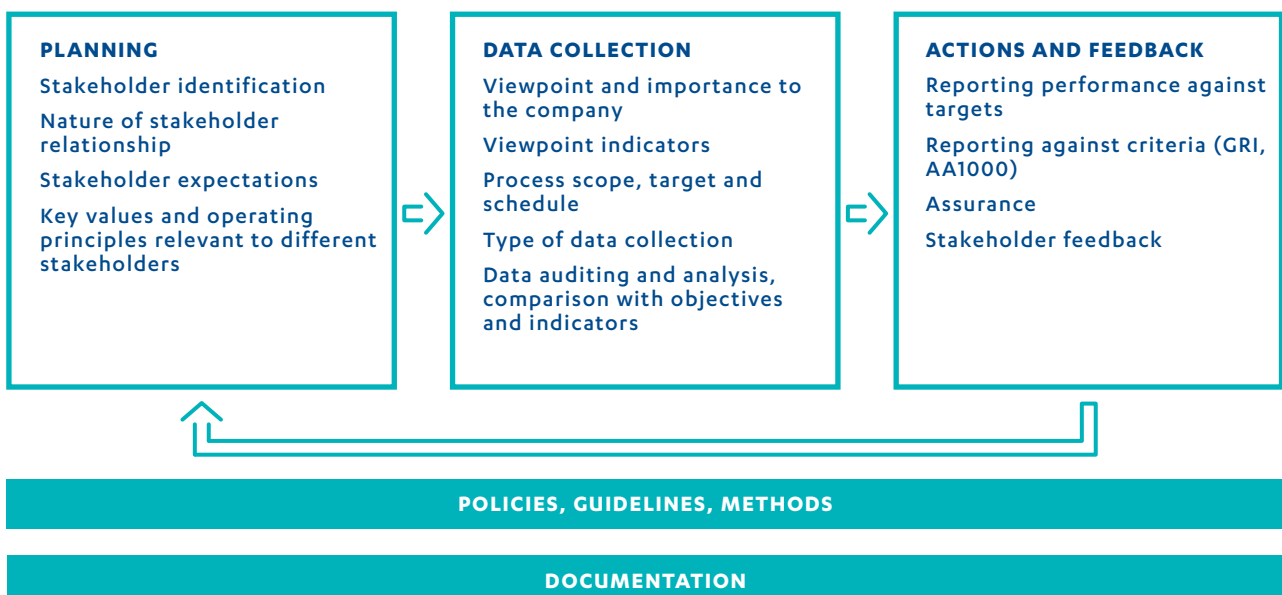 PLANNING
Stakeholder identification
Nature of stakeholder
relationship
Stakeholder expectations
Key values and operating
principles relevant to different
stakeholders
DATA COLLECTION
Viewpoint and importance to
the company
Viewpoint indicators
Process scope, target and
schedule
Type of data collection
Data auditing and analysis,
comparison with objectives
and indicators
ACTIONS AND FEEDBACK
Reporting performance against
targets
Reporting against criteria (GRI,
AA1000)
Assurance
Stakeholder feedback
POLICIES, GUIDELINES, METHODS
DOCUMENTATION